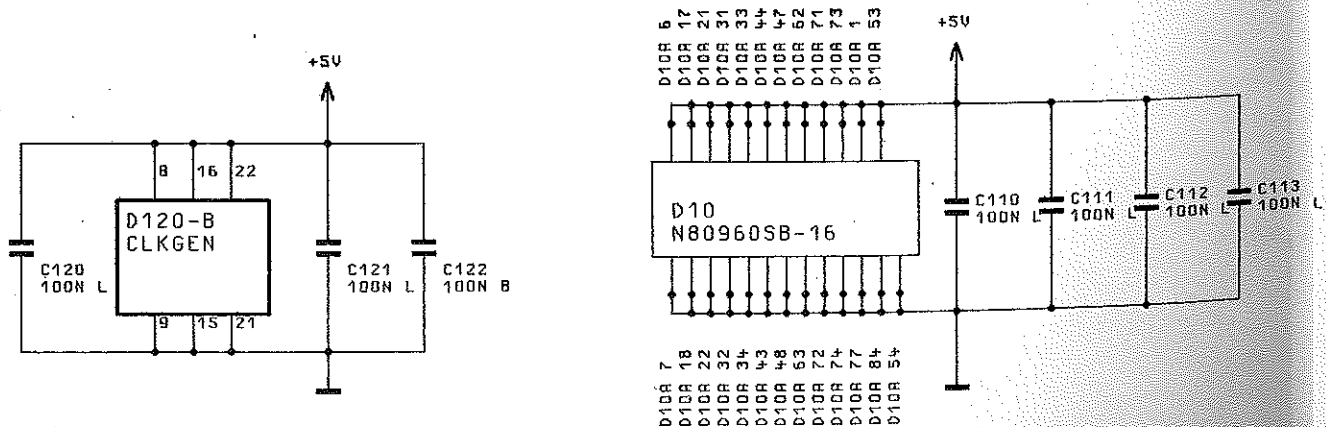 +5V
8 16 22
D120-B
CLKGEN
9 15 21
C120
100N L
C121
100N L
C122
100N B
D10A 6
D10A 17
D10A 21
D10A 31
D10A 33
D10A 44
D10A 47
D10A 62
D10A 71
D10A 73
D10A 1
D10A 53
+5V
D10
N80960SB-16
C110
100N L
C111
100N L
C112
100N L
C113
100N L
D10A 7
D10A 18
D10A 22
D10A 32
D10A 34
D10A 43
D10A 48
D10A 63
D10A 72
D10A 74
D10A 77
D10A 84
D10A 54